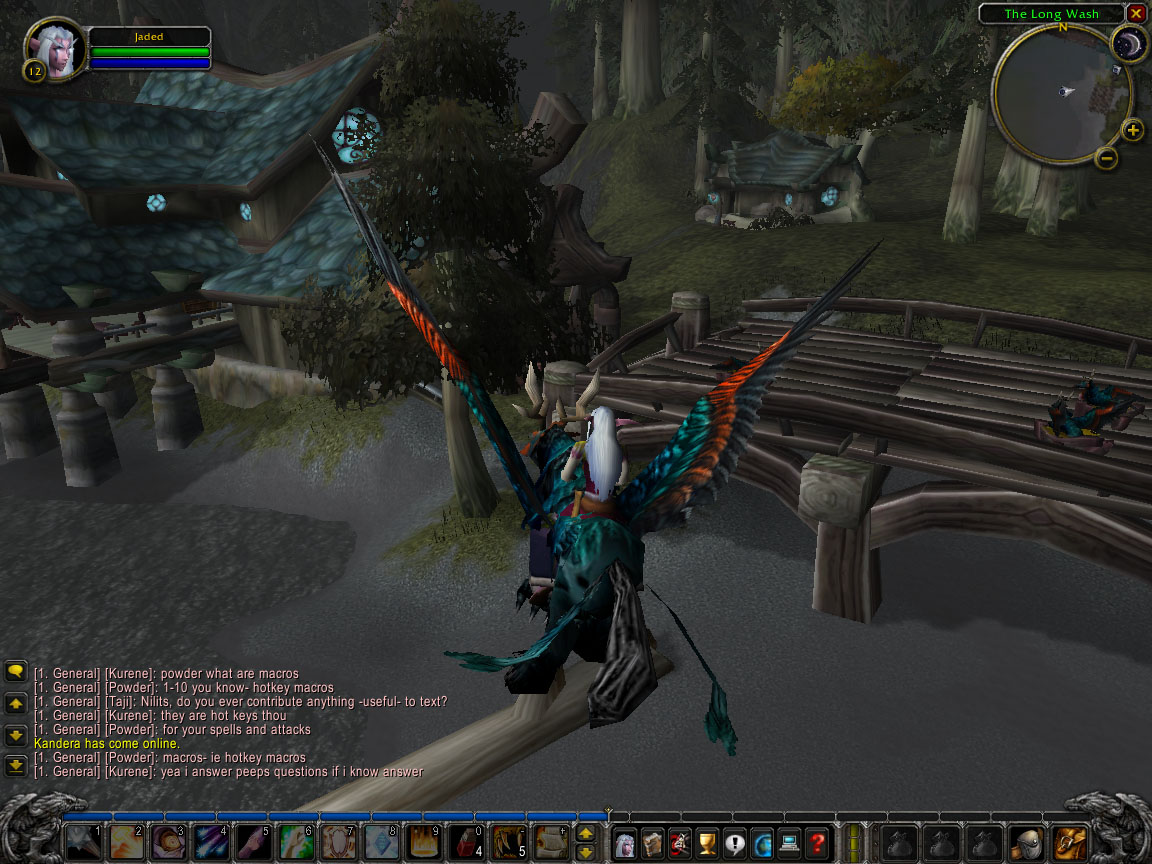 Jaded
12
The Long Wash
N
[1. General] [Kurene]: powder what are macros
[1. General] [Powder]: 1-10 you know- hotkey macros
[1. General] [Taji]: Nilits, do you ever contribute anything -useful- to text?
[1. General] [Kurene]: they are hot keys thou
[1. General] [Powder]: for your spells and attacks
Kandera has come online.
[1. General] [Powder]: macros- ie hotkey macros
[1. General] [Kurene]: yea i answer peeps questions if i know answer
1 2 3 4 5 6 7 8 9 0 - +
4 5